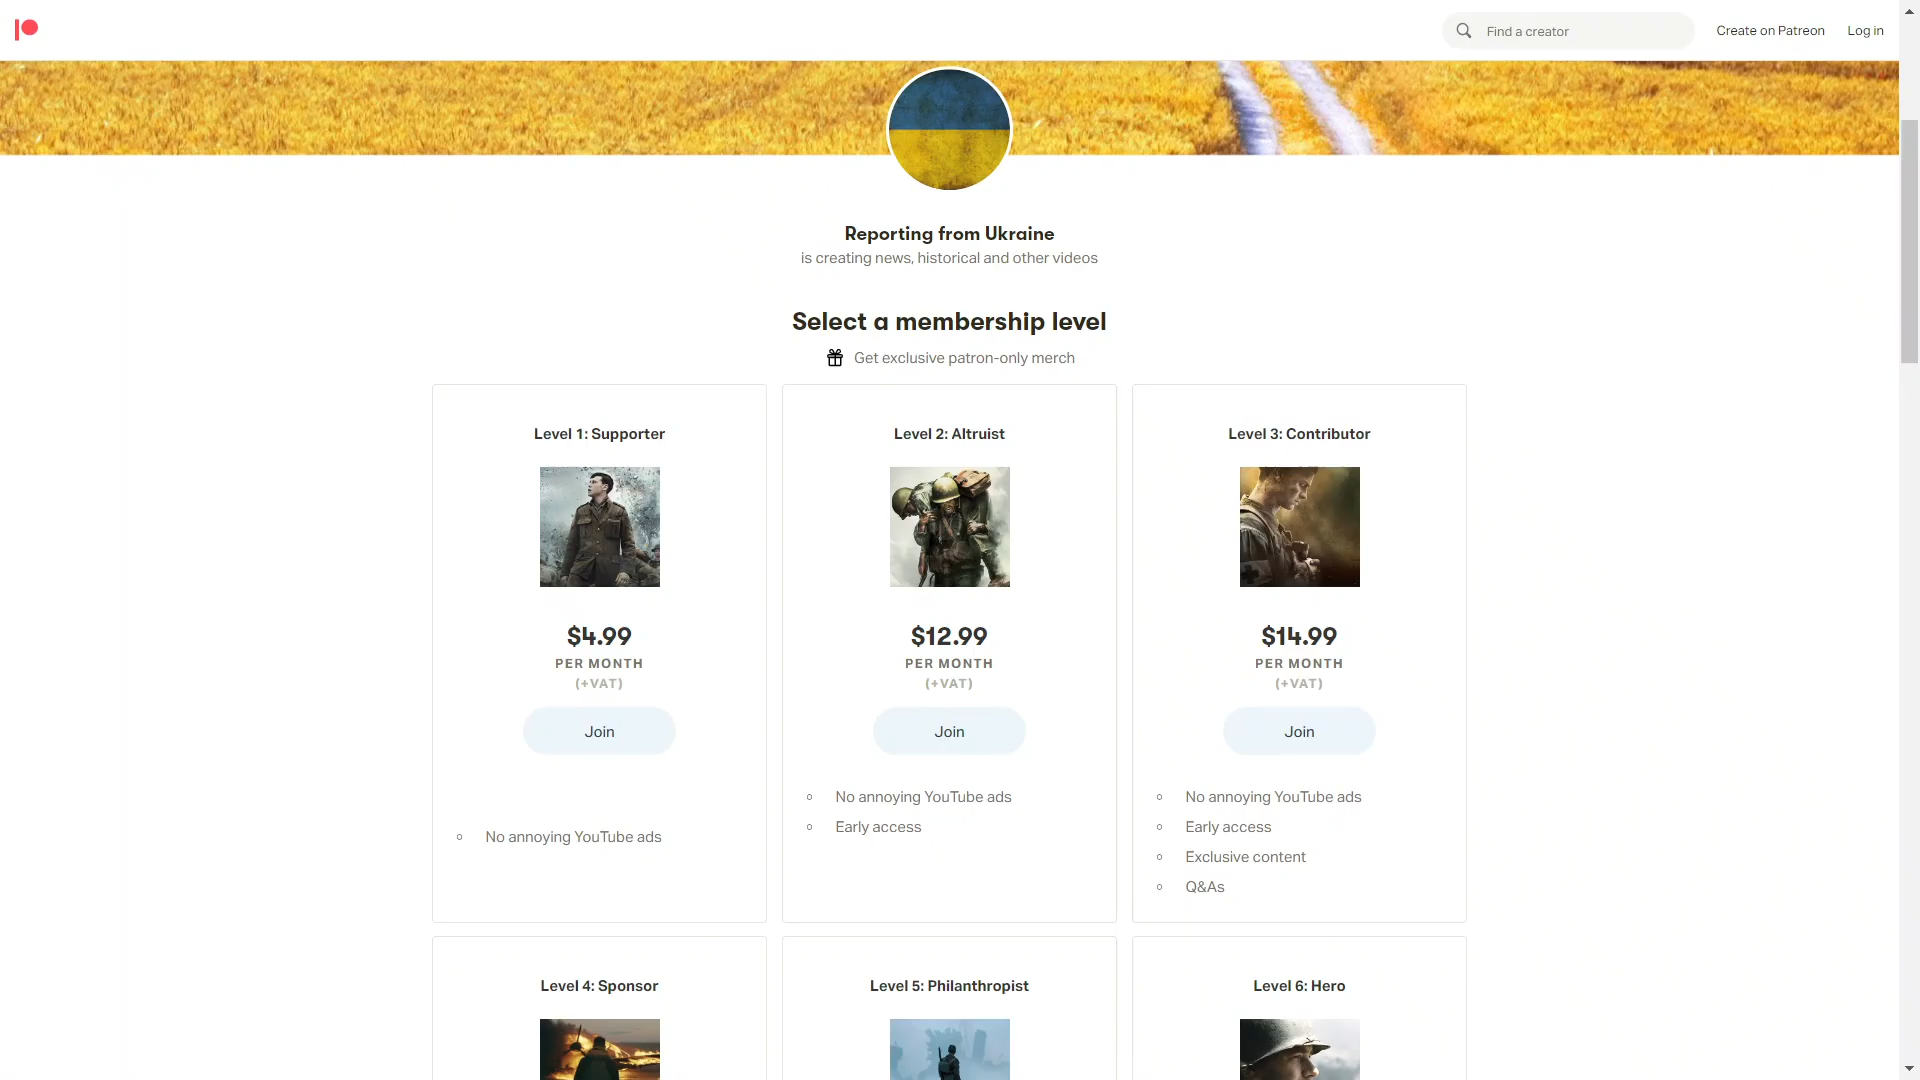 Find a creator
Create on Patreon
Log in
Reporting from Ukraine
is creating news, historical and other videos
Select a membership level
Get exclusive patron-only merch
Level 1: Supporter
$4.99
PER MONTH
(+VAT)
Join
No annoying YouTube ads
Level 2: Altruist
$12.99
PER MONTH
(+VAT)
Join
No annoying YouTube ads
Early access
Level 3: Contributor
$14.99
PER MONTH
(+VAT)
Join
No annoying YouTube ads
Early access
Exclusive content
Q&As
Level 4: Sponsor
Level 5: Philanthropist
Level 6: Hero